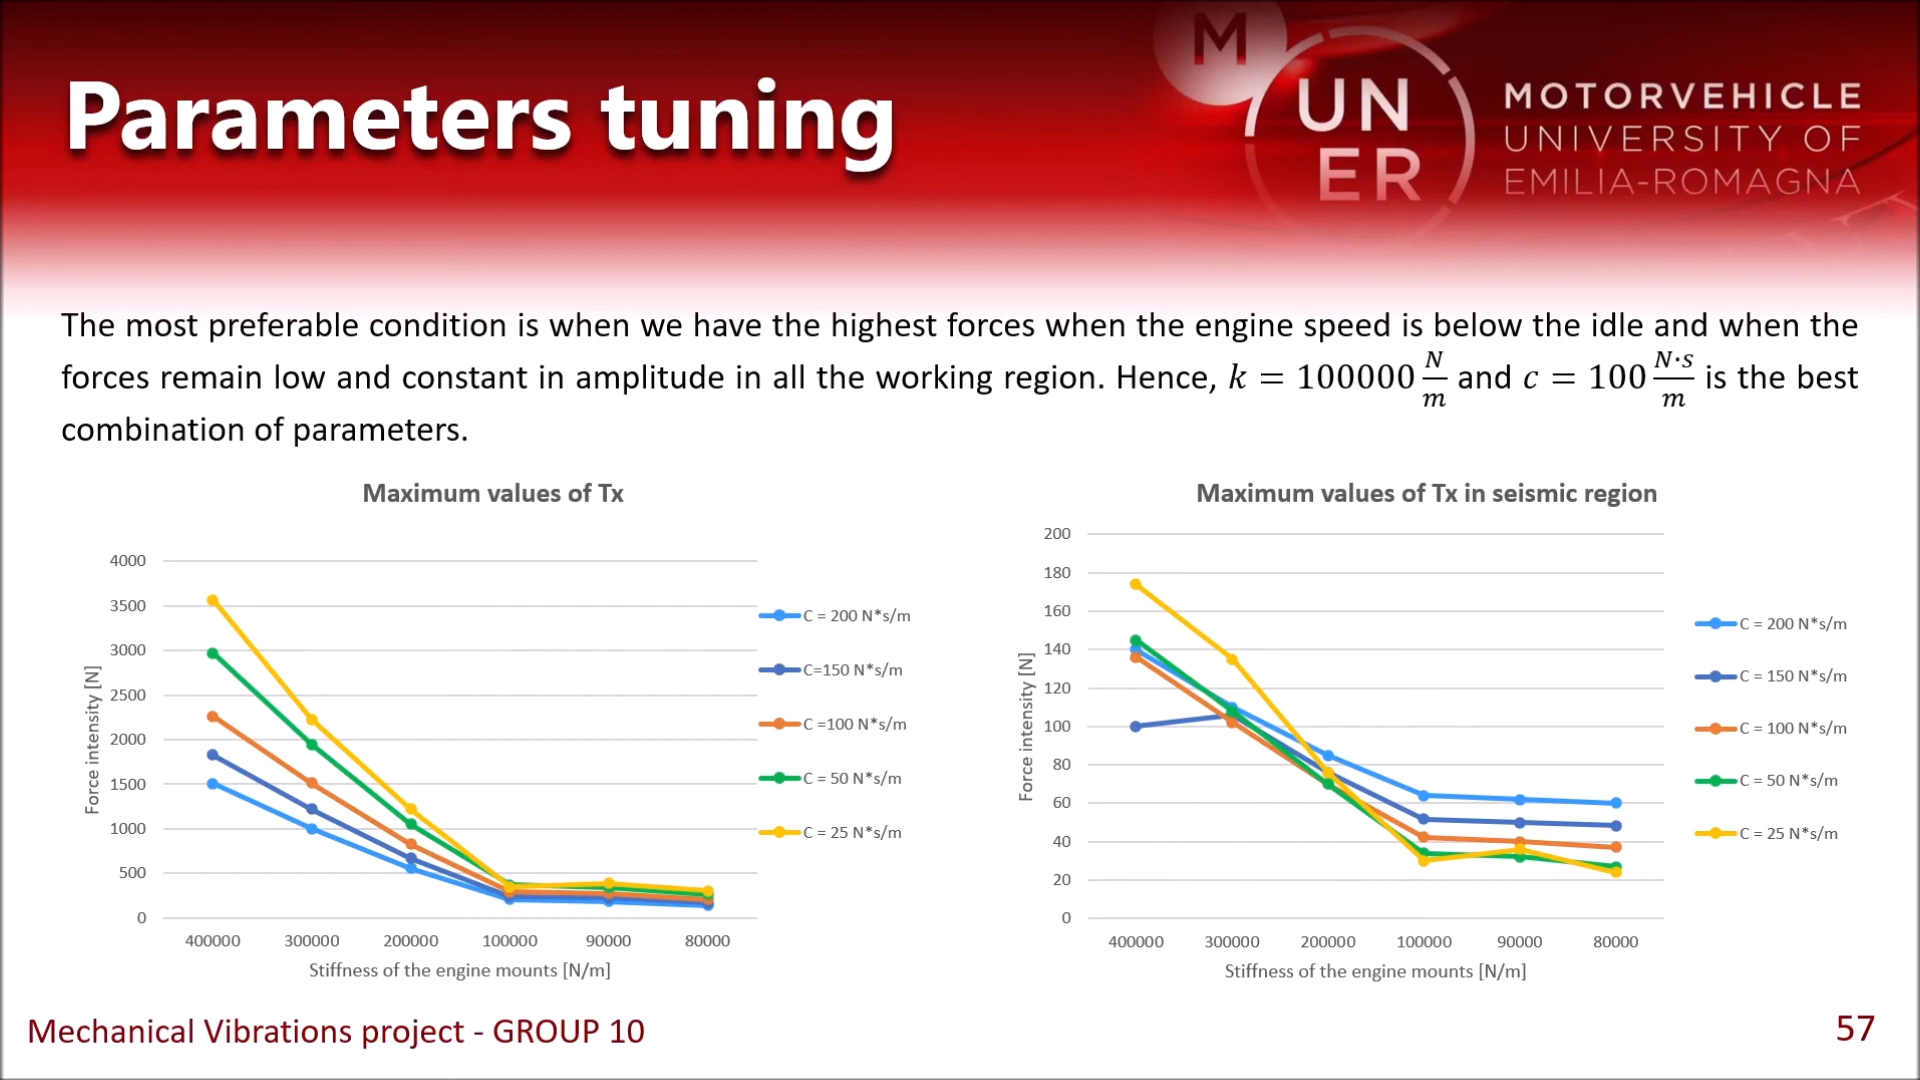 Parameters tuning
M
UN
ER
MOTORVEHICLE
UNIVERSITY OF
EMILIA-ROMAGNA
The most preferable condition is when we have the highest forces when the engine speed is below the idle and when the
forces remain low and constant in amplitude in all the working region. Hence, k = 100000 N/m and c = 100 N·s/m is the best
combination of parameters.
Maximum values of Tx
4000
3500
3000
2500
2000
1500
1000
500
0
Force intensity [N]
400000 300000 200000 100000 90000 80000
Stiffness of the engine mounts [N/m]
C = 200 N*s/m
C=150 N*s/m
C =100 N*s/m
C = 50 N*s/m
C = 25 N*s/m
Maximum values of Tx in seismic region
200
180
160
140
120
100
80
60
40
20
0
Force intensity [N]
400000 300000 200000 100000 90000 80000
Stiffness of the engine mounts [N/m]
C = 200 N*s/m
C = 150 N*s/m
C = 100 N*s/m
C = 50 N*s/m
C = 25 N*s/m
Mechanical Vibrations project - GROUP 10
57